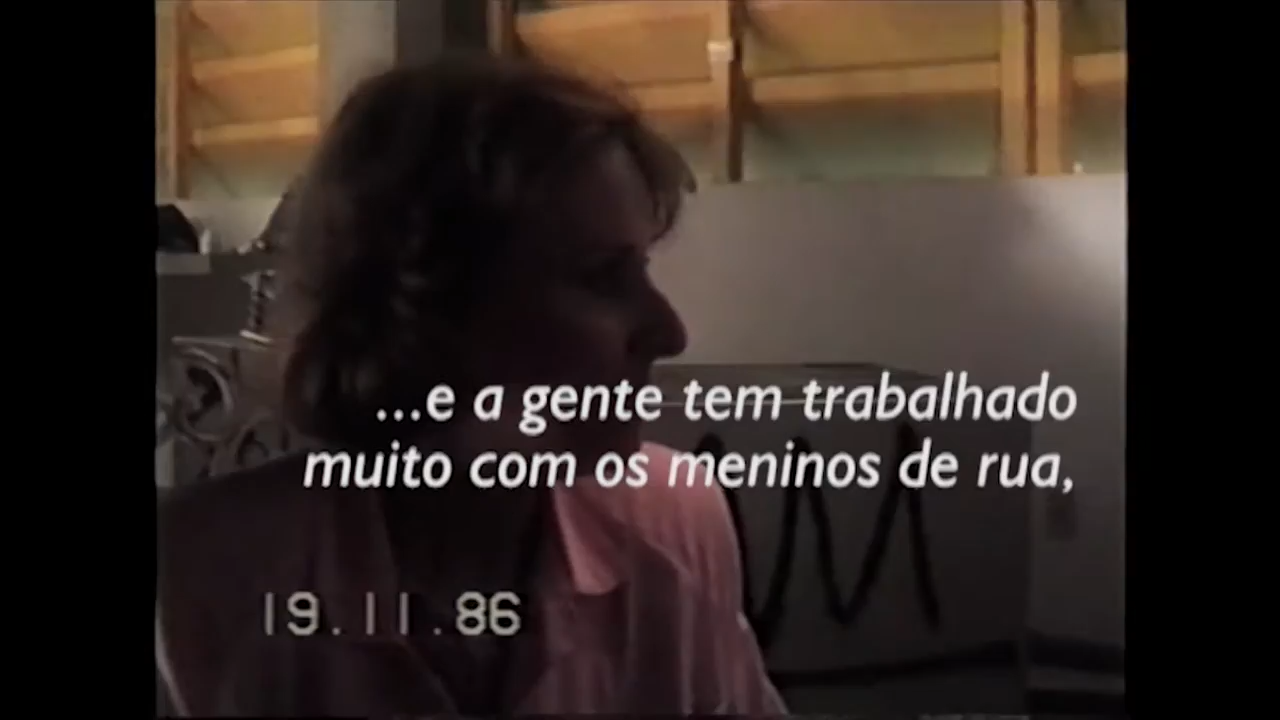 ...e a gente tem trabalhado
muito com os meninos de rua,
19.11.86